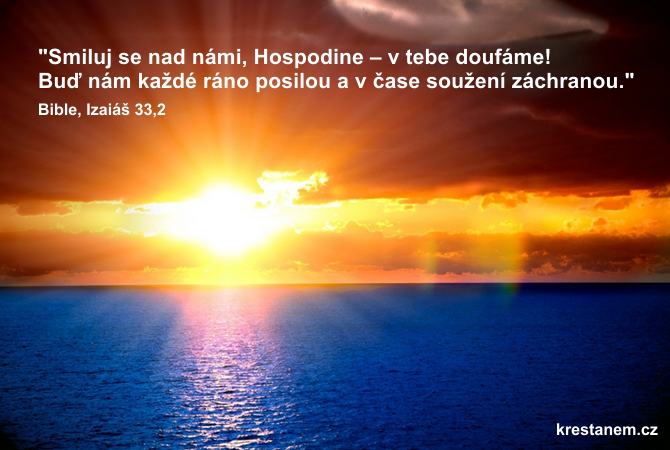 "Smiluj se nad námi, Hospodine – v tebe doufáme!
Buď nám každé ráno posilou a v čase soužení záchranou."
Bible, Izaiáš 33,2
krestanem.cz